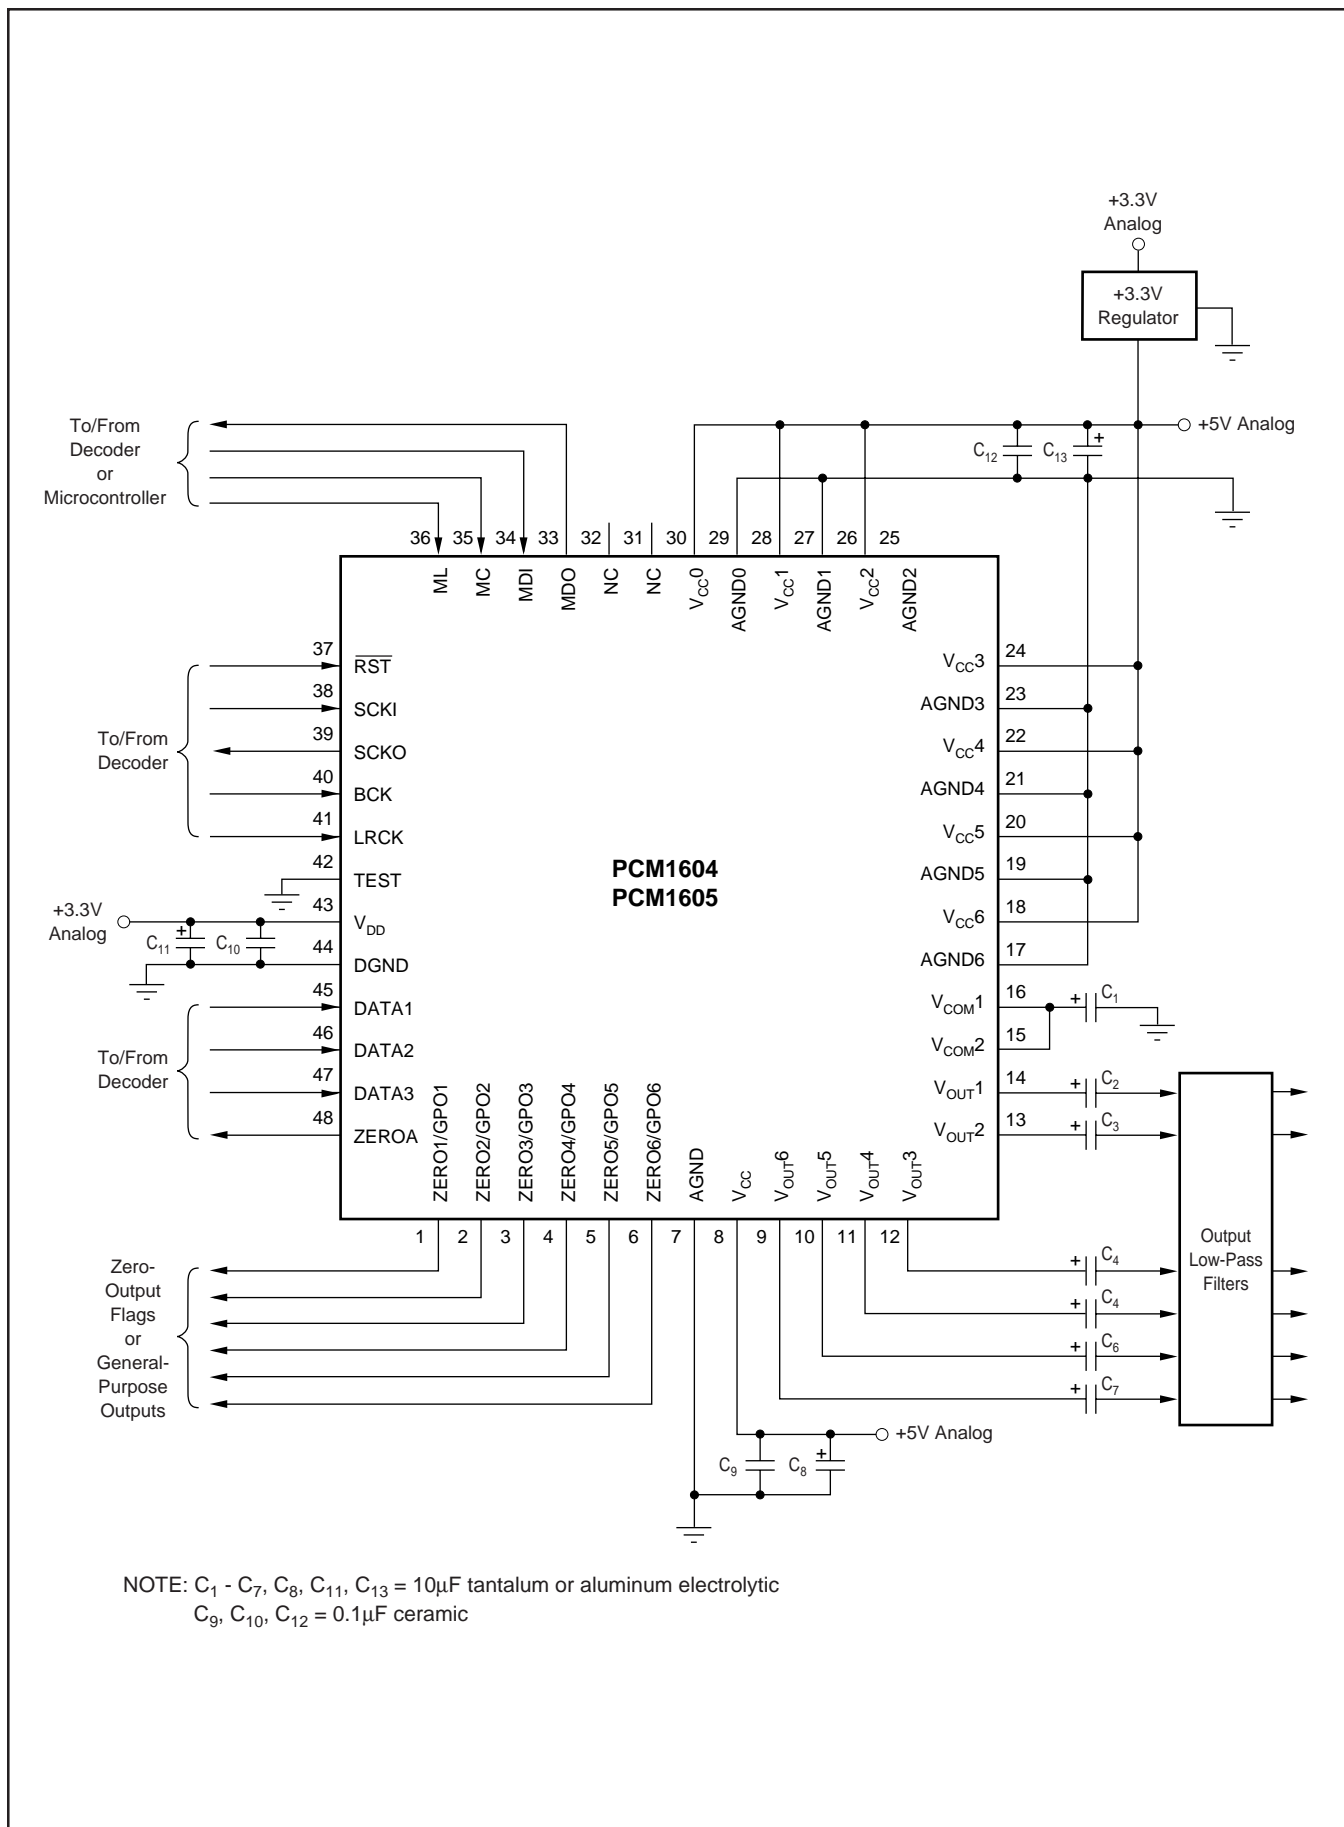 +3.3V
Analog
+3.3V
Regulator
To/From
Decoder
or
Microcontroller
+5V Analog
C12
C13
36 35 34 33 32 31 30 29 28 27 26 25
ML MC MDI MDO NC NC VCC0 AGND0 VCC1 AGND1 VCC2 AGND2
37 RST
38 SCKI
39 SCKO
40 BCK
41 LRCK
To/From
Decoder
42 TEST
43 VDD
44 DGND
+3.3V
Analog
C11
C10
45 DATA1
46 DATA2
47 DATA3
48 ZEROA
To/From
Decoder
PCM1604
PCM1605
VCC3 24
AGND3 23
VCC4 22
AGND4 21
VCC5 20
AGND5 19
VCC6 18
AGND6 17
VCOM1 16
VCOM2 15
VOUT1 14
VOUT2 13
+ C1
+ C2
+ C3
ZERO1/GPO1 ZERO2/GPO2 ZERO3/GPO3 ZERO4/GPO4 ZERO5/GPO5 ZERO6/GPO6 AGND VCC VOUT6 VOUT5 VOUT4 VOUT3
1 2 3 4 5 6 7 8 9 10 11 12
Zero-
Output
Flags
or
General-
Purpose
Outputs
+ C4
+ C4
+ C6
+ C7
Output
Low-Pass
Filters
+5V Analog
C9
C8
NOTE: C1 - C7, C8, C11, C13 = 10µF tantalum or aluminum electrolytic
C9, C10, C12 = 0.1µF ceramic